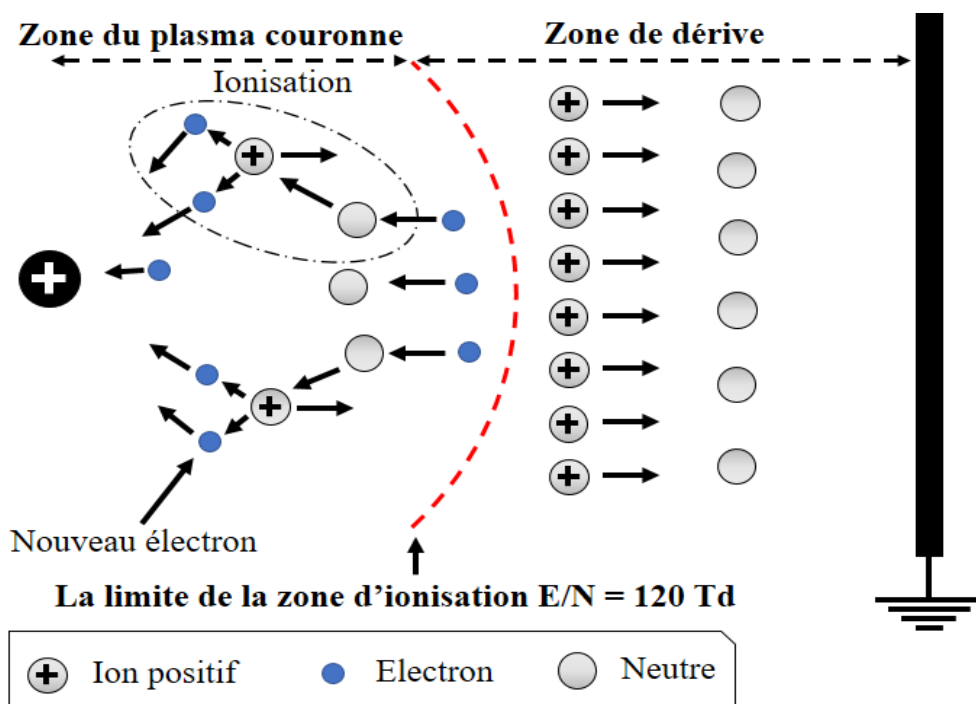 Zone du plasma couronne
Zone de dérive
Ionisation
Nouveau électron
La limite de la zone d’ionisation E/N = 120 Td
Ion positif
Electron
Neutre